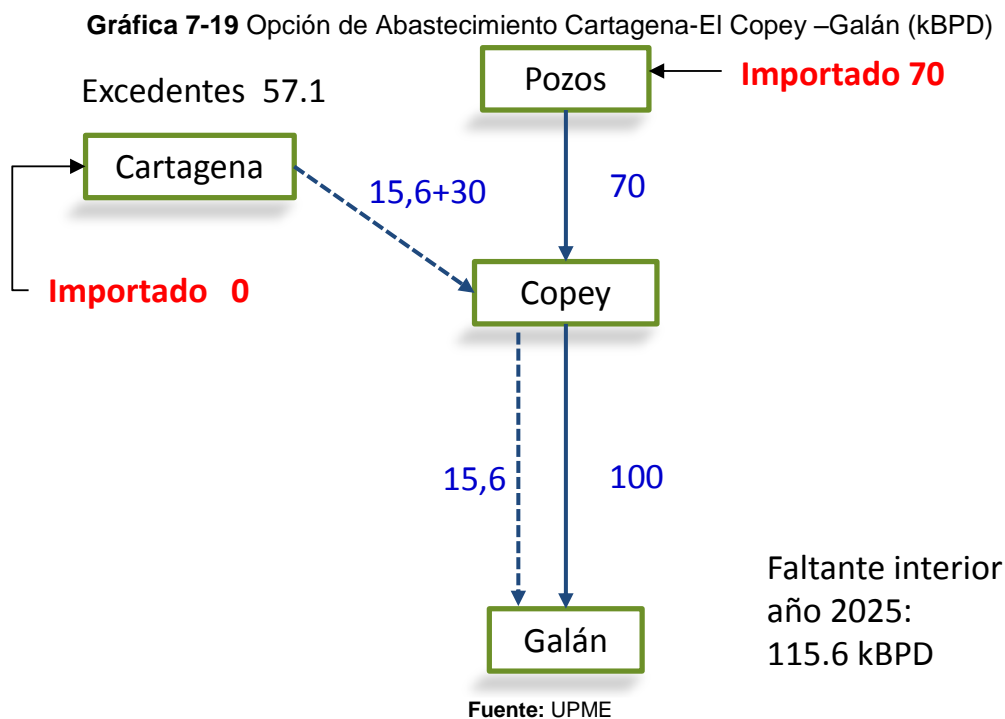 Gráfica 7-19 Opción de Abastecimiento Cartagena-El Copey –Galán (kBPD)
Pozos
Importado 70
Excedentes 57.1
Cartagena
15,6+30
70
Importado 0
Copey
15,6
100
Faltante interior
año 2025:
115.6 kBPD
Galán
Fuente: UPME